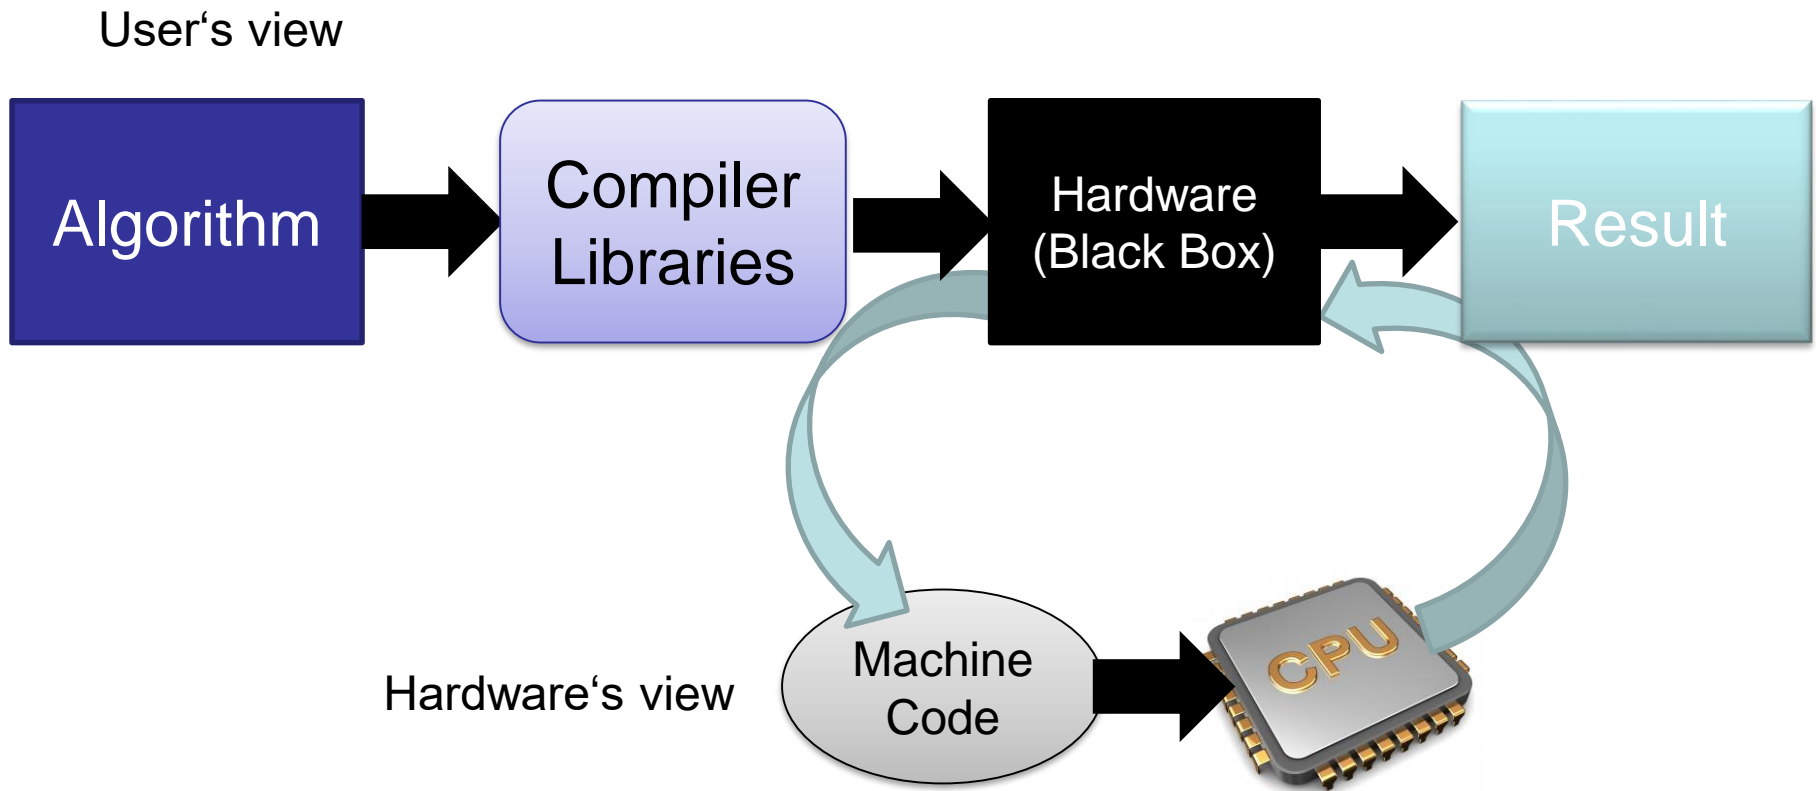 User‘s view
Algorithm
Compiler
Libraries
Hardware
(Black Box)
Result
Hardware‘s view
Machine
Code
CPU